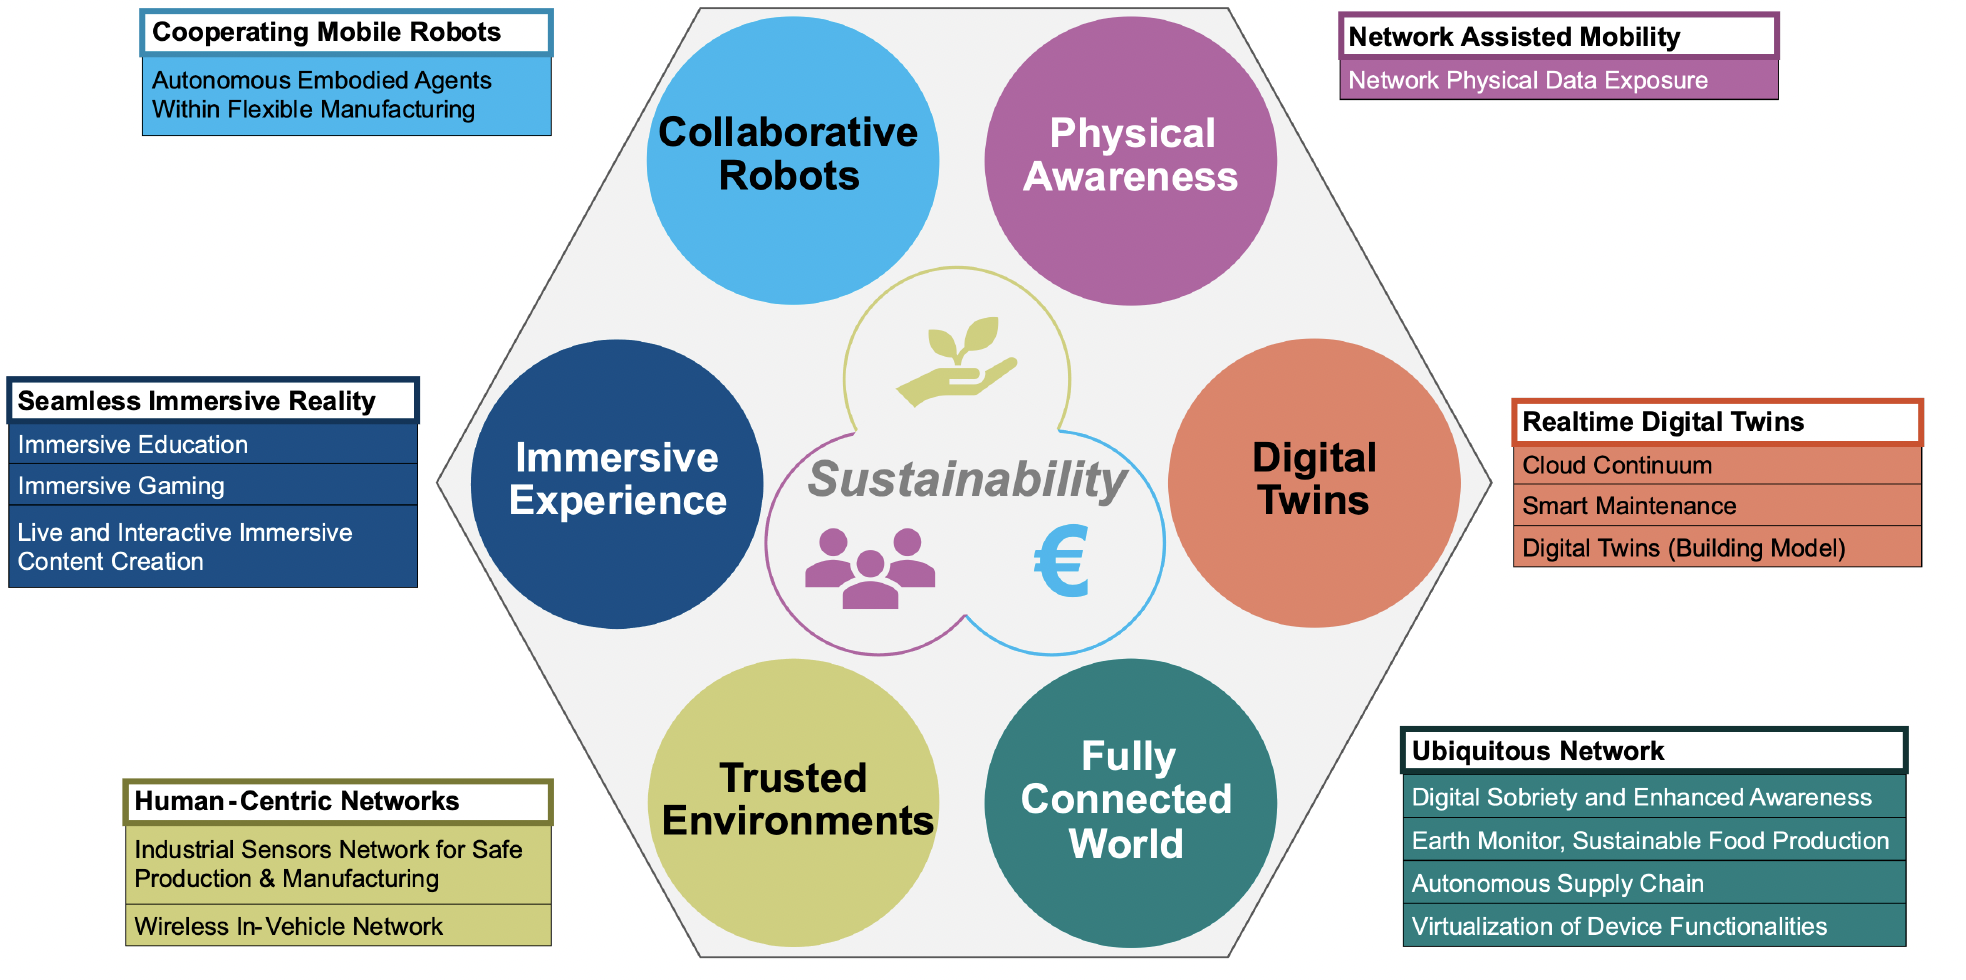 Cooperating Mobile Robots
Autonomous Embodied Agents
Within Flexible Manufacturing
Network Assisted Mobility
Network Physical Data Exposure
Collaborative
Robots
Physical
Awareness
Seamless Immersive Reality
Immersive Education
Immersive Gaming
Live and Interactive Immersive
Content Creation
Immersive
Experience
Sustainability
€
Digital
Twins
Realtime Digital Twins
Cloud Continuum
Smart Maintenance
Digital Twins (Building Model)
Human-Centric Networks
Industrial Sensors Network for Safe
Production & Manufacturing
Wireless In-Vehicle Network
Trusted
Environments
Fully
Connected
World
Ubiquitous Network
Digital Sobriety and Enhanced Awareness
Earth Monitor, Sustainable Food Production
Autonomous Supply Chain
Virtualization of Device Functionalities